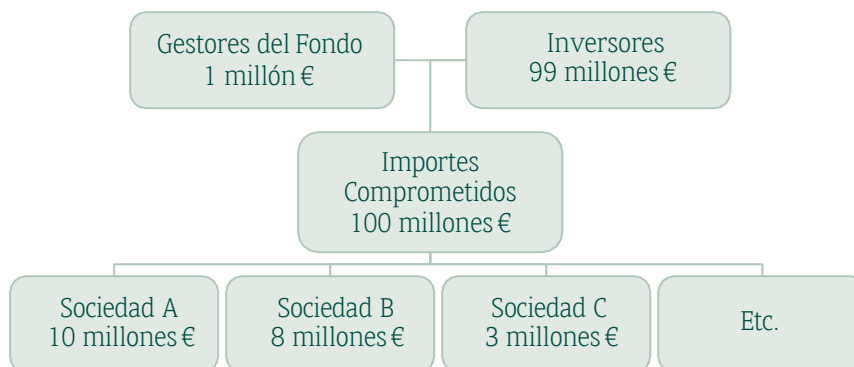 Gestores del Fondo
1 millón €
Inversores
99 millones €
Importes
Comprometidos
100 millones €
Sociedad A
10 millones €
Sociedad B
8 millones €
Sociedad C
3 millones €
Etc.